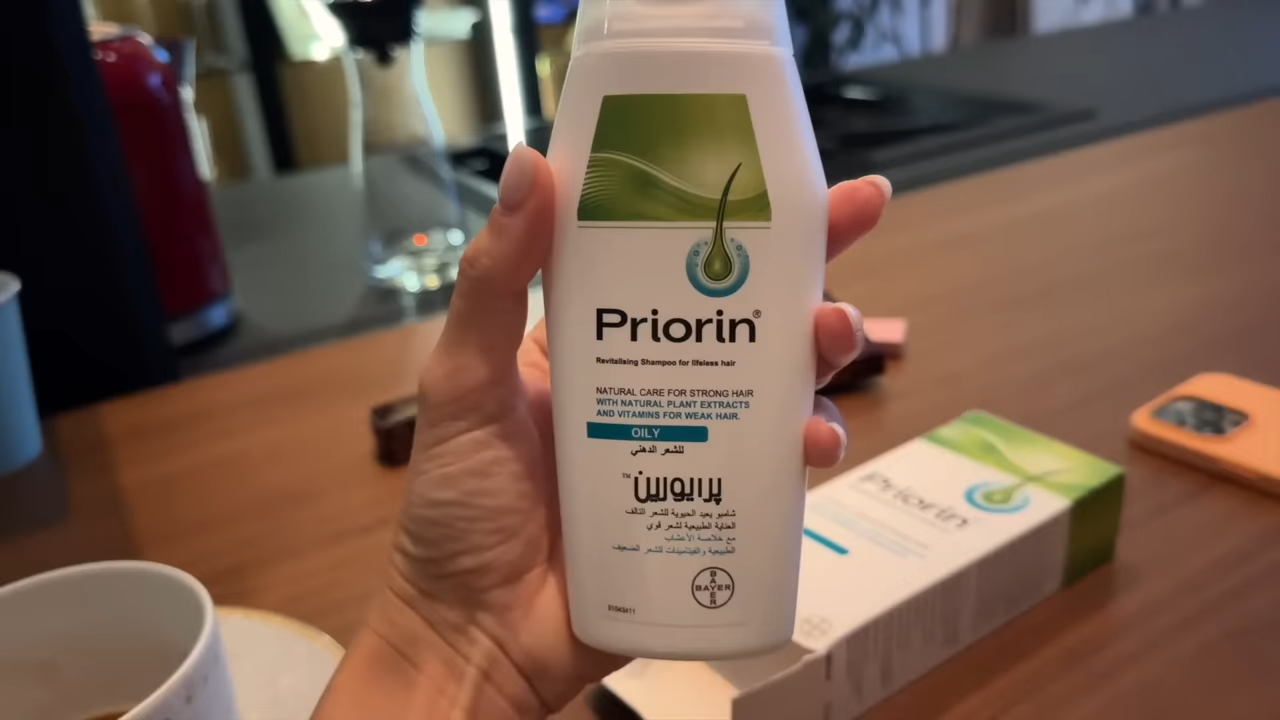 Priorin®
Revitalising Shampoo for lifeless hair
NATURAL CARE FOR STRONG HAIR
WITH NATURAL PLANT EXTRACTS
AND VITAMINS FOR WEAK HAIR.
OILY
للشعر الدهني
پرايورين™
شامبو يعيد الحيوية للشعر التالف
العناية الطبيعية لشعر قوي
مع خلاصة الأعشاب
الطبيعية والفيتامينات للشعر الضعيف
BAYER
BAYER
Priorin